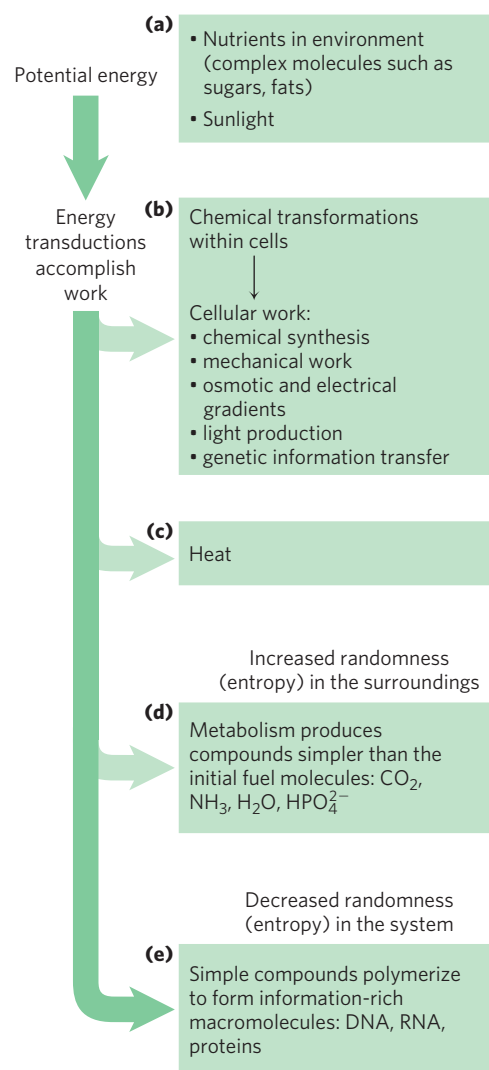 (a)
• Nutrients in environment
(complex molecules such as
sugars, fats)
• Sunlight
Potential energy
Energy
transductions
accomplish
work
(b)
Chemical transformations
within cells
Cellular work:
• chemical synthesis
• mechanical work
• osmotic and electrical
gradients
• light production
• genetic information transfer
(c)
Heat
Increased randomness
(entropy) in the surroundings
(d)
Metabolism produces
compounds simpler than the
initial fuel molecules: CO₂,
NH₃, H₂O, HPO₄²⁻
Decreased randomness
(entropy) in the system
(e)
Simple compounds polymerize
to form information-rich
macromolecules: DNA, RNA,
proteins